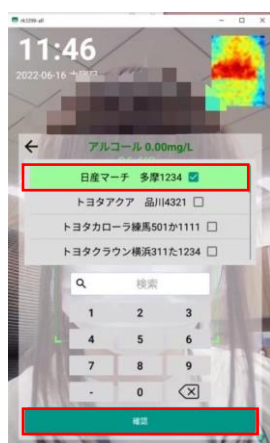 rk3399-all
11:46
2022-06-16
アルコール 0.00mg/L
日産マーチ　多摩1234
トヨタアクア　品川4321
トヨタカローラ練馬501か1111
トヨタクラウン横浜311た1234
検索
1 2 3
4 5 6
7 8 9
- 0
確認